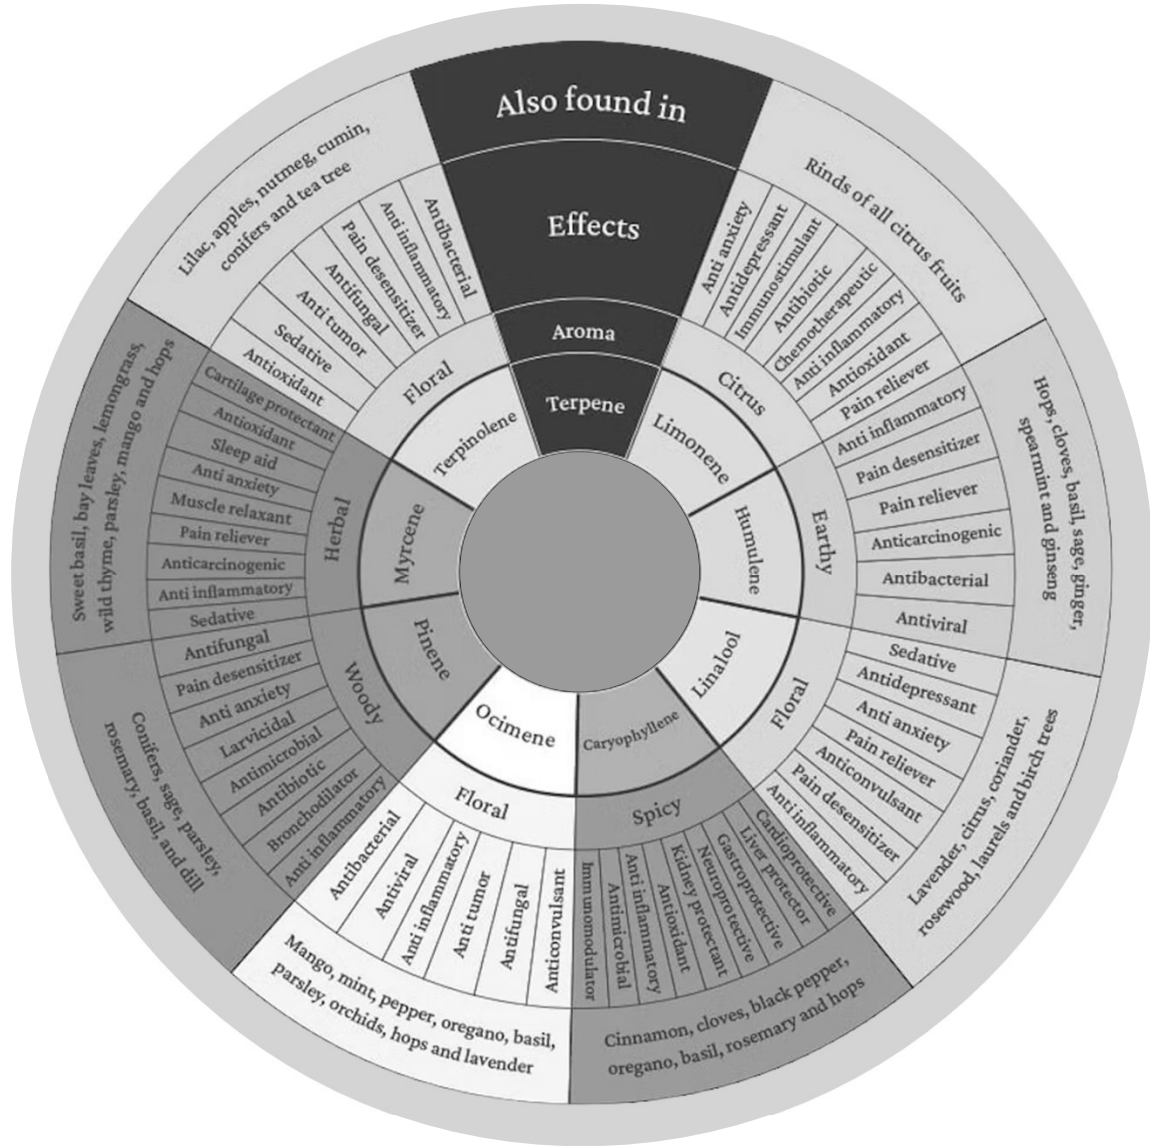 Also found in
Effects
Aroma
Terpene
Rinds of all citrus fruits
Anti anxiety
Antidepressant
Immunostimulant
Antibiotic
Chemotherapeutic
Anti inflammatory
Antioxidant
Pain reliever
Citrus
Limonene
Hops, cloves, basil, sage, ginger,
spearmint and ginseng
Anti inflammatory
Pain desensitizer
Pain reliever
Anticarcinogenic
Antibacterial
Antiviral
Earthy
Humulene
Lavender, citrus, coriander,
rosewood, laurels and birch trees
Sedative
Antidepressant
Anti anxiety
Pain reliever
Anticonvulsant
Pain desensitizer
Anti inflammatory
Floral
Linalool
Cinnamon, cloves, black pepper,
oregano, basil, rosemary and hops
Cardioprotective
Liver protector
Gastroprotective
Neuroprotective
Kidney protectant
Antioxidant
Anti inflammatory
Antimicrobial
Immunomodulator
Spicy
Caryophyllene
Mango, mint, pepper, oregano, basil,
parsley, orchids, hops and lavender
Anticonvulsant
Antifungal
Anti tumor
Anti inflammatory
Antiviral
Antibacterial
Floral
Ocimene
Conifers, sage, parsley,
rosemary, basil, and dill
Anti inflammatory
Bronchodilator
Antibiotic
Antimicrobial
Larvicidal
Anti anxiety
Pain desensitizer
Antifungal
Woody
Pinene
Sweet basil, bay leaves, lemongrass,
wild thyme, parsley, mango and hops
Sedative
Anti inflammatory
Anticarcinogenic
Pain reliever
Muscle relaxant
Anti anxiety
Sleep aid
Antioxidant
Cartilage protectant
Herbal
Myrcene
Lilac, apples, nutmeg, cumin,
conifers and tea tree
Antioxidant
Sedative
Anti tumor
Antifungal
Pain desensitizer
Anti inflammatory
Antibacterial
Floral
Terpinolene